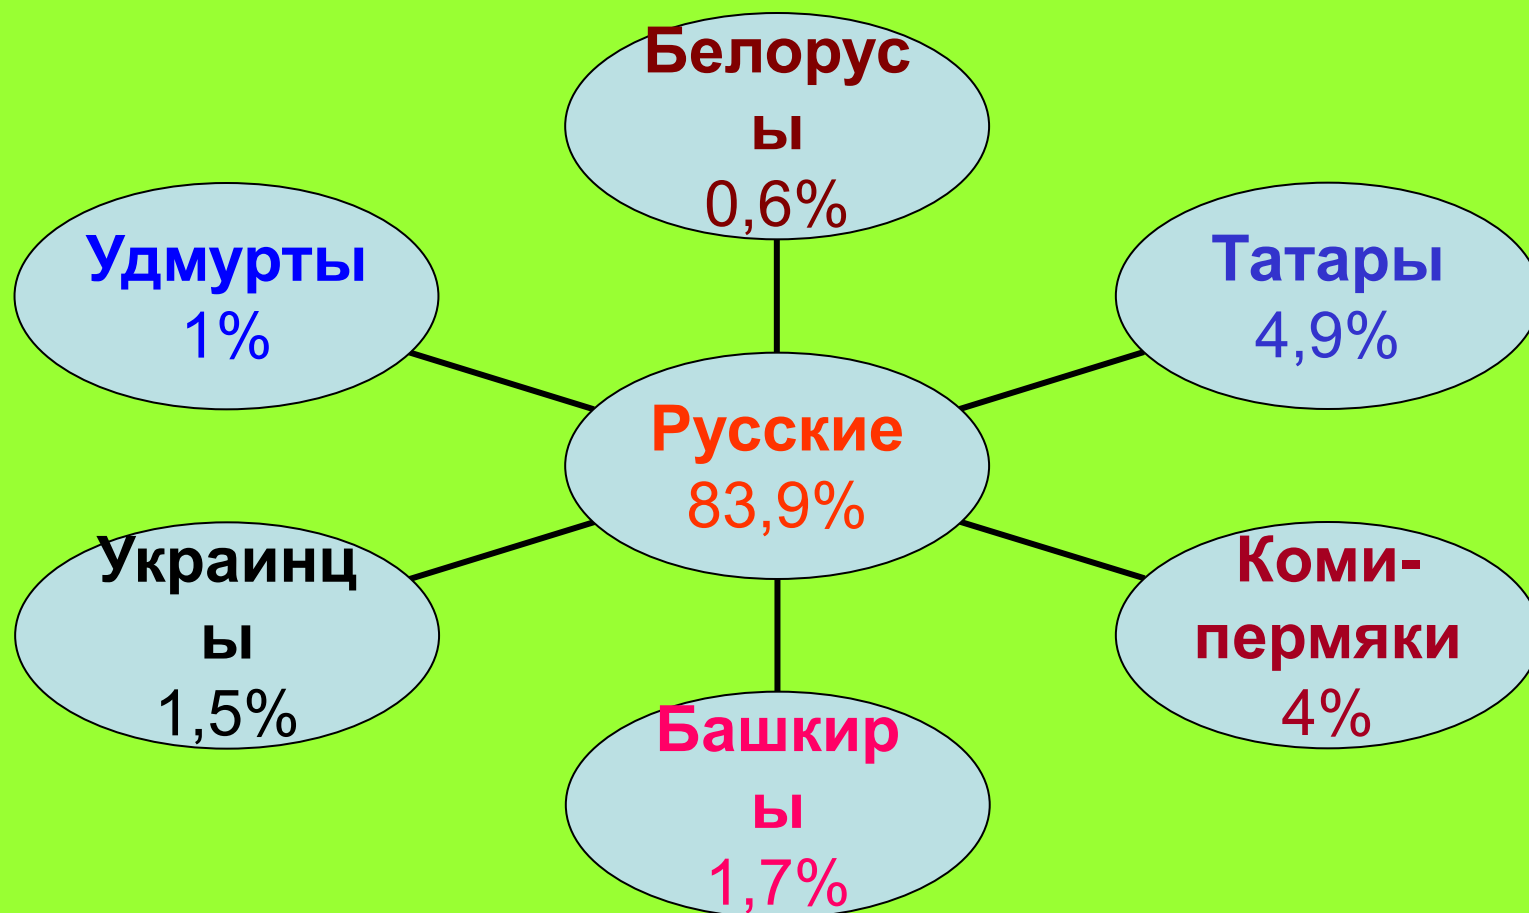 Белорус
ы
0,6%
Удмурты
1%
Татары
4,9%
Русские
83,9%
Украинц
ы
1,5%
Коми-
пермяки
4%
Башкир
ы
1,7%